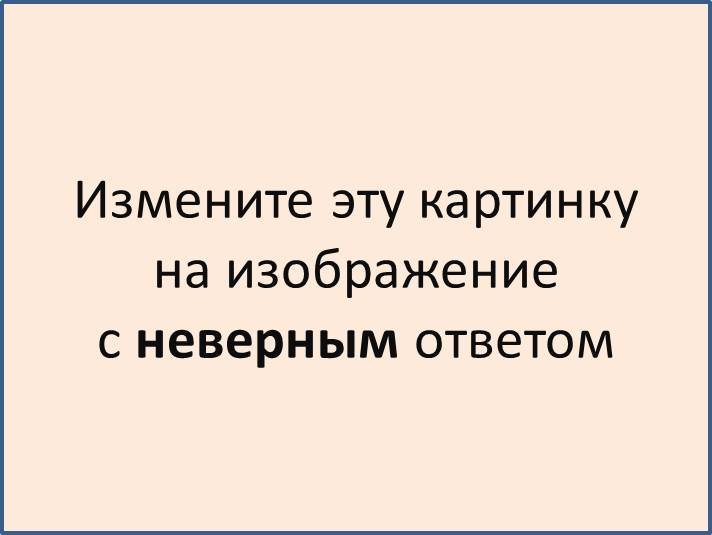 Измените эту картинку
на изображение
с неверным ответом